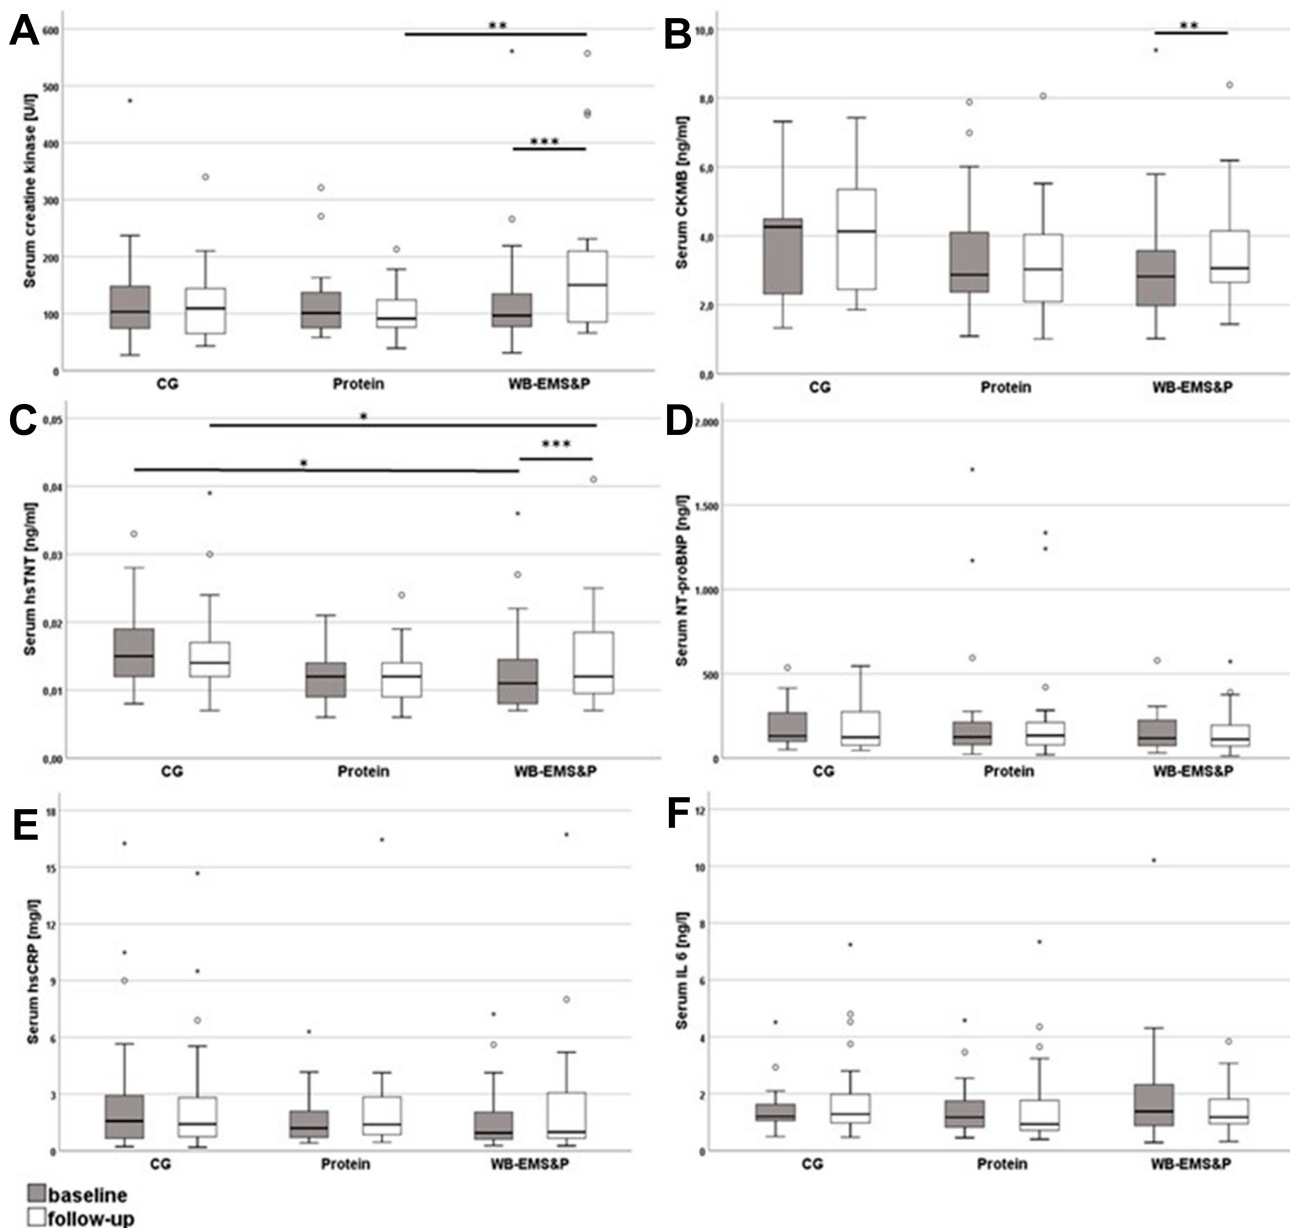 A
Serum creatine kinase [U/l]
600
500
400
300
200
100
0
**
***
CG
Protein
WB-EMS&P
B
Serum CKMB [ng/ml]
10,0
8,0
6,0
4,0
2,0
0,0
**
CG
Protein
WB-EMS&P
C
Serum hsTNT [ng/ml]
0,05
0,04
0,03
0,02
0,01
0,00
*
***
*
CG
Protein
WB-EMS&P
D
Serum NT-proBNP [ng/l]
2,000
1,500
1,000
500
0
CG
Protein
WB-EMS&P
E
Serum hsCRP [mg/l]
18
15
12
9
6
3
0
CG
Protein
WB-EMS&P
F
Serum IL 6 [ng/l]
12
10
8
6
4
2
0
CG
Protein
WB-EMS&P
baseline
follow-up